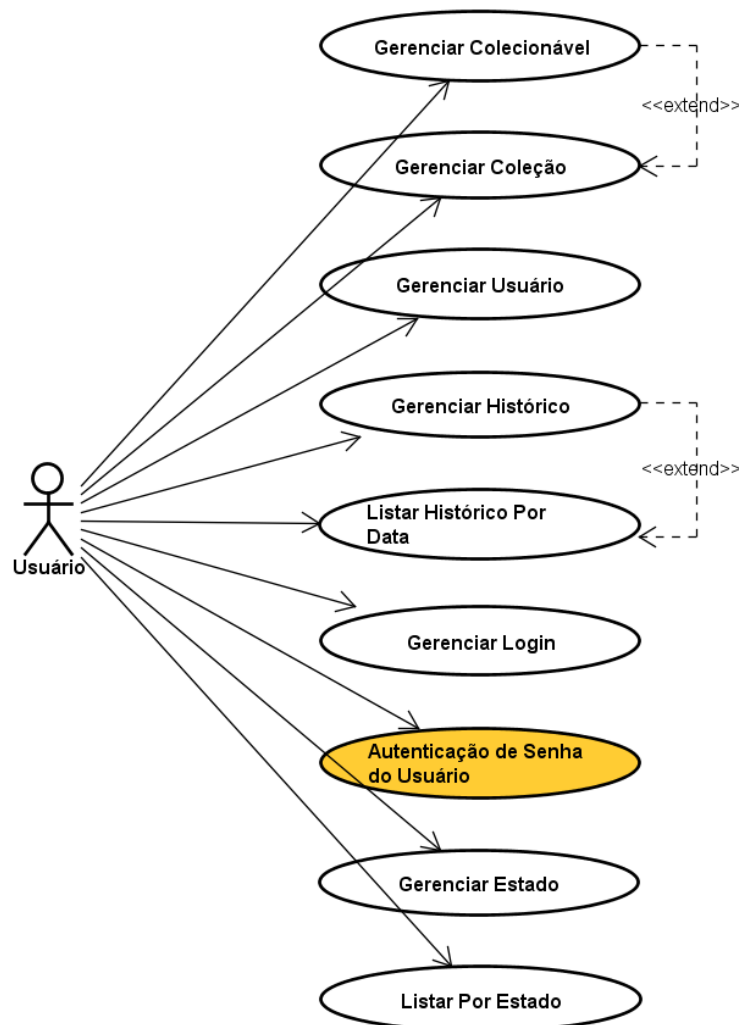 Gerenciar Colecionável
<<extend>>
Gerenciar Coleção
Gerenciar Usuário
Gerenciar Histórico
<<extend>>
Listar Histórico Por
Data
Usuário
Gerenciar Login
Autenticação de Senha
do Usuário
Gerenciar Estado
Listar Por Estado